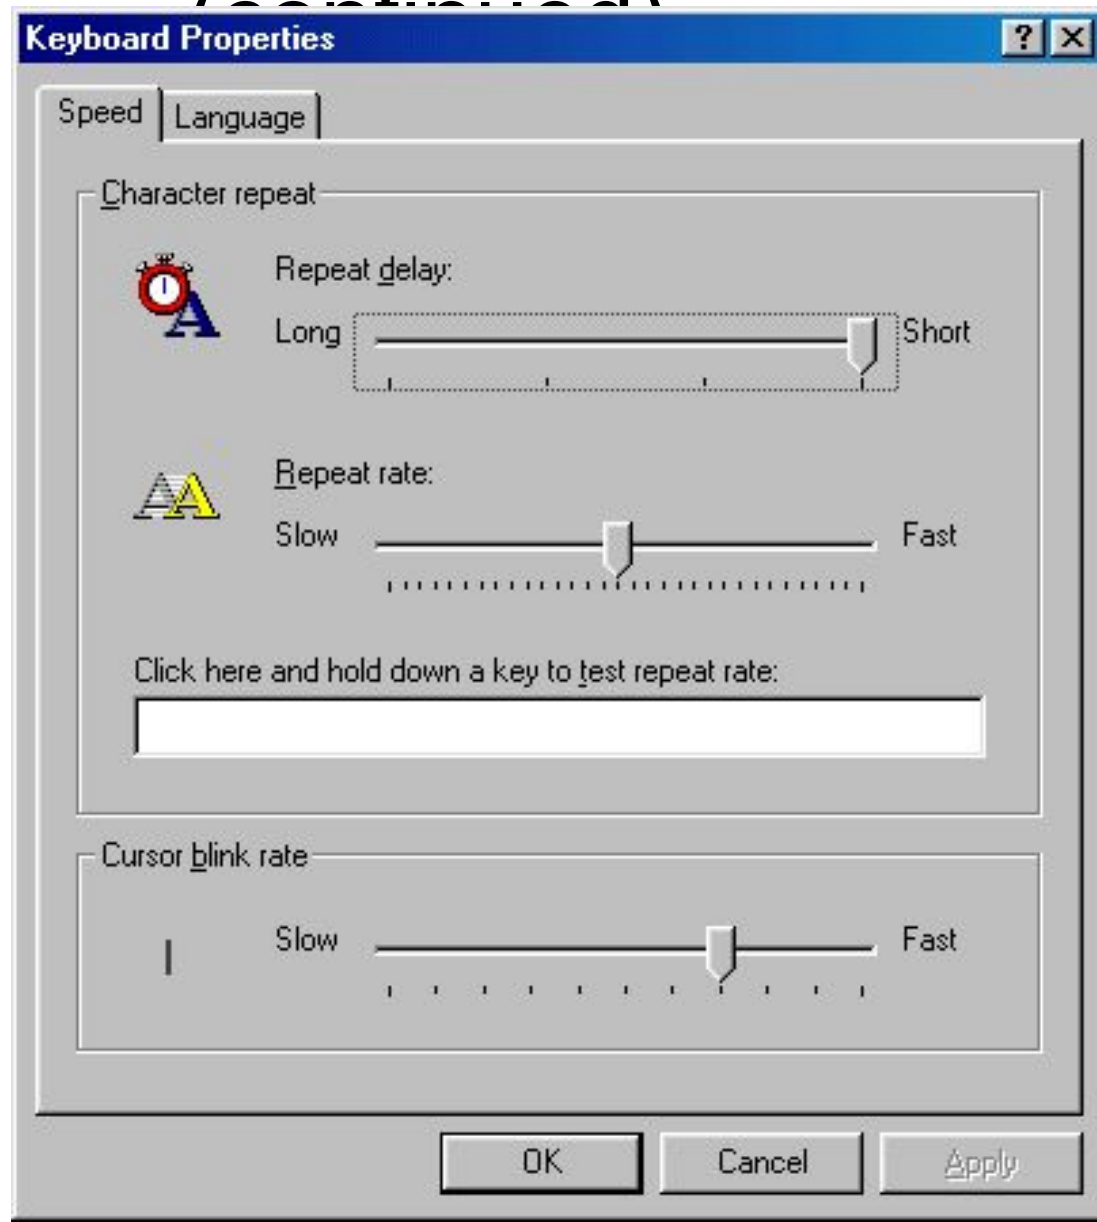 (continued)
Keyboard Properties
Speed Language
Character repeat
Repeat delay:
Long Short
Repeat rate:
Slow Fast
Click here and hold down a key to test repeat rate:
Cursor blink rate
Slow Fast
OK Cancel Apply